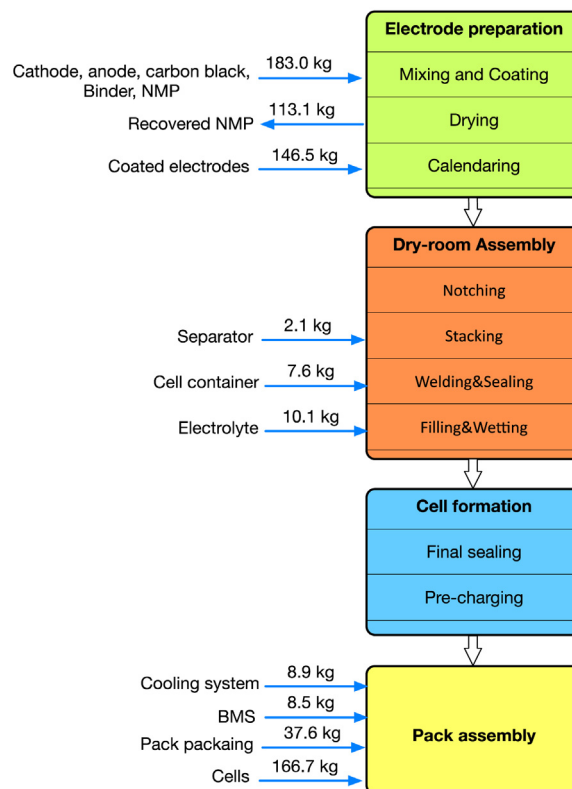 Electrode preparation
Cathode, anode, carbon black,
Binder, NMP
183.0 kg
Mixing and Coating
Recovered NMP
113.1 kg
Drying
Coated electrodes
146.5 kg
Calendaring
Dry-room Assembly
Notching
Separator
2.1 kg
Stacking
Cell container
7.6 kg
Welding&Sealing
Electrolyte
10.1 kg
Filling&Wetting
Cell formation
Final sealing
Pre-charging
Cooling system
8.9 kg
BMS
8.5 kg
Pack packaing
37.6 kg
Cells
166.7 kg
Pack assembly